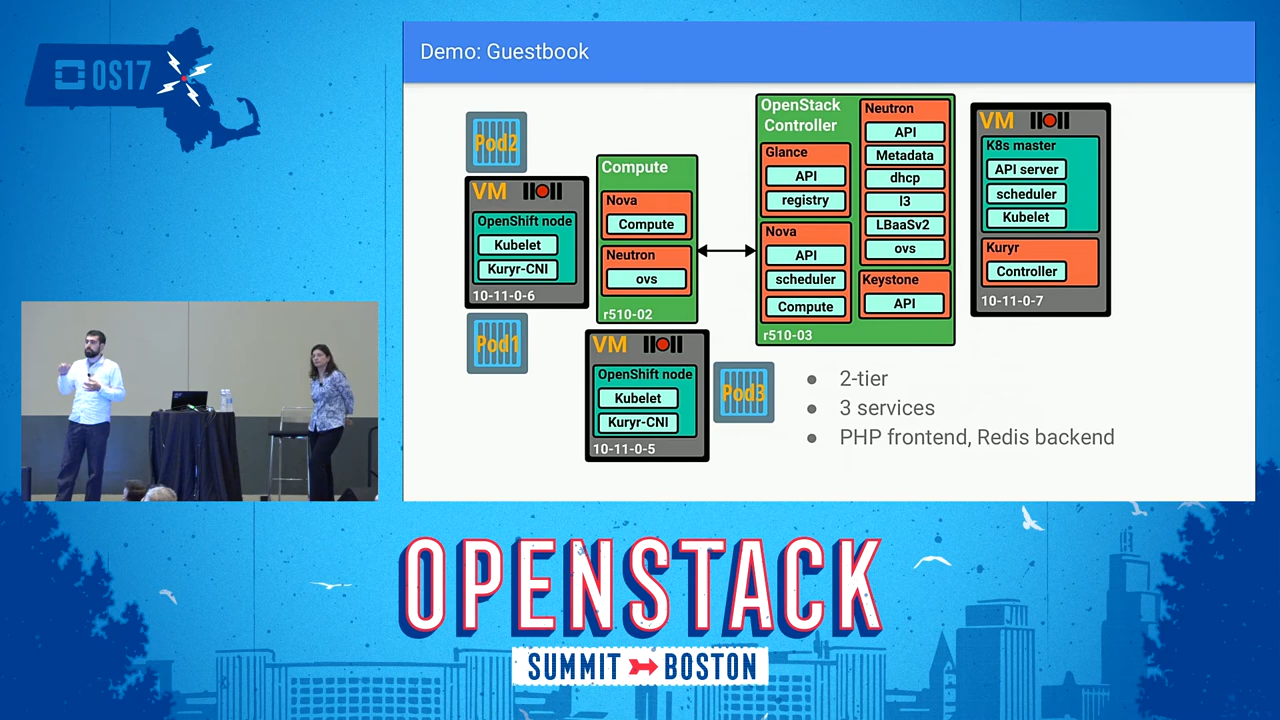 OS17
Demo: Guestbook
Pod2
VM
OpenShift node
Kubelet
Kuryr-CNI
10-11-0-6
Pod1
Compute
Nova
Compute
Neutron
ovs
r510-02
VM
OpenShift node
Kubelet
Kuryr-CNI
10-11-0-5
Pod3
OpenStack
Controller
Glance
API
registry
Nova
API
scheduler
Compute
r510-03
Neutron
API
Metadata
dhcp
l3
LBaaSv2
ovs
Keystone
API
VM
K8s master
API server
scheduler
Kubelet
Kuryr
Controller
10-11-0-7
2-tier
3 services
PHP frontend, Redis backend
OPENSTACK
SUMMIT BOSTON